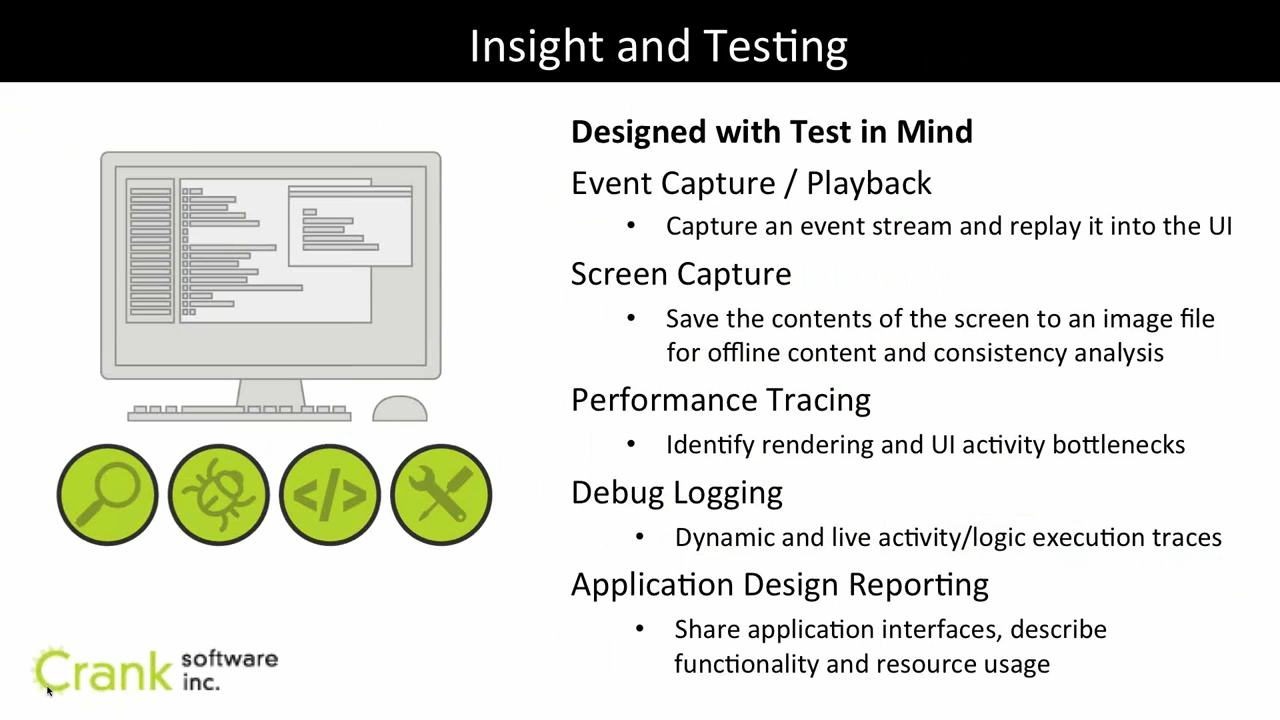 Insight and Testing
Designed with Test in Mind
Event Capture / Playback
• Capture an event stream and replay it into the UI
Screen Capture
• Save the contents of the screen to an image file
for offline content and consistency analysis
Performance Tracing
• Identify rendering and UI activity bottlenecks
Debug Logging
• Dynamic and live activity/logic execution traces
Application Design Reporting
• Share application interfaces, describe
functionality and resource usage
</>
Crank software
inc.